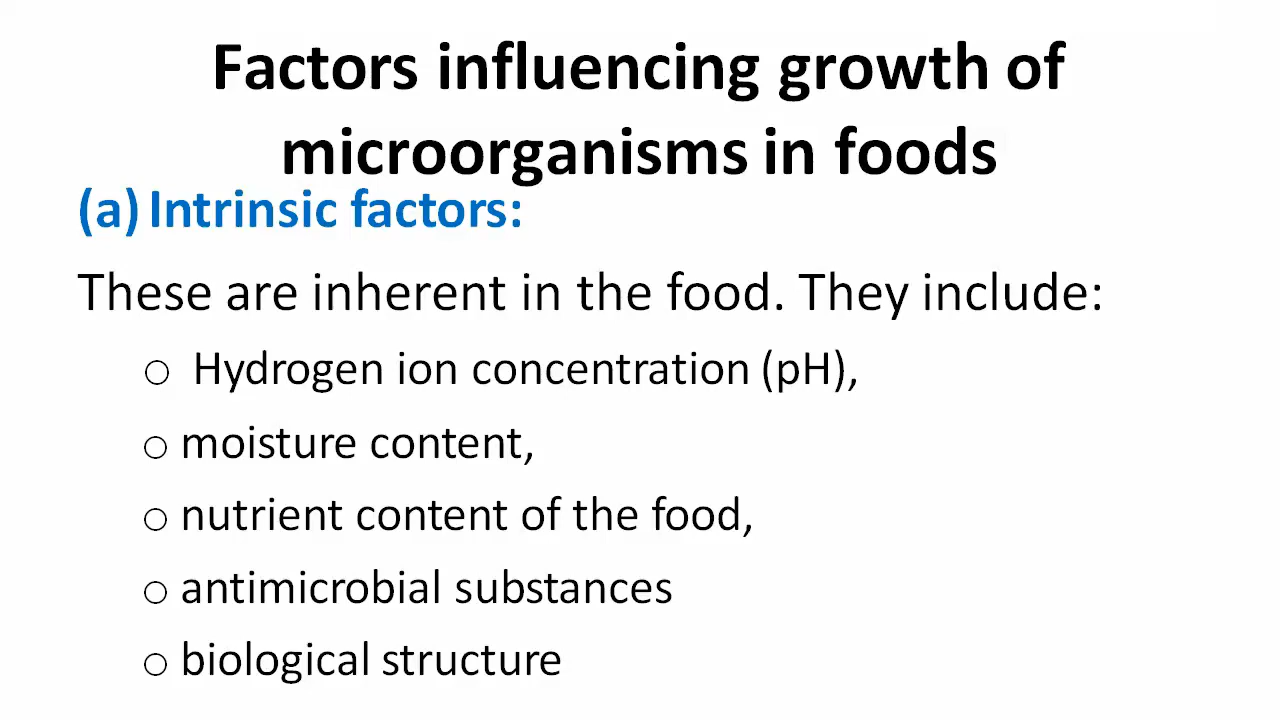 Factors influencing growth of
microorganisms in foods
(a) Intrinsic factors:
These are inherent in the food. They include:
o Hydrogen ion concentration (pH),
o moisture content,
o nutrient content of the food,
o antimicrobial substances
o biological structure